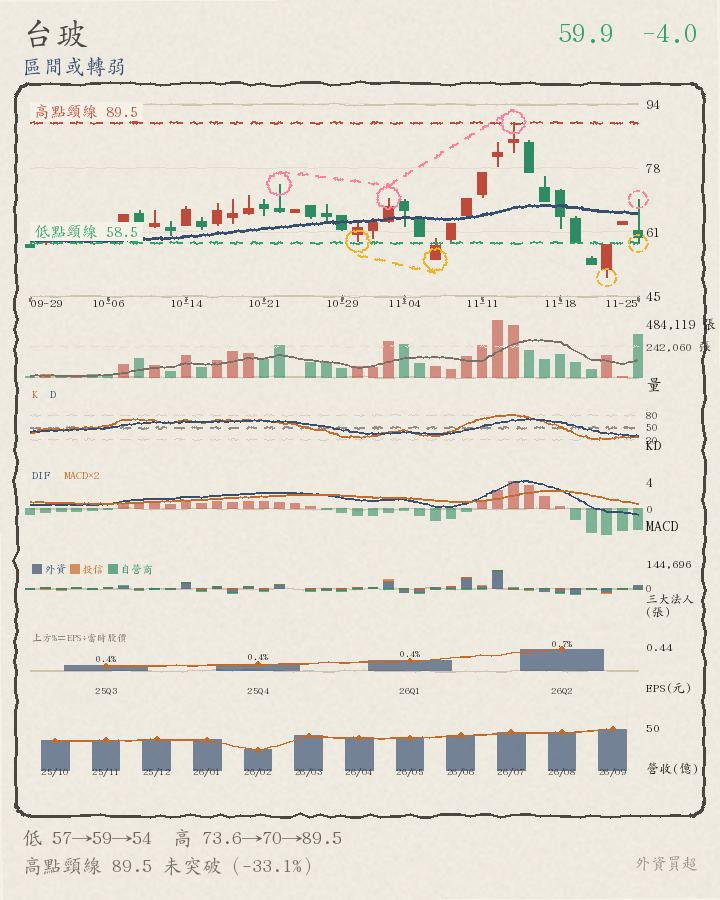 台玻
59.9 -4.0
區間或轉弱
高點頸線 89.5
94
78
低點頸線 58.5
61
45
09-29 10-06 10-14 10-21 10-29 11-04 11-11 11-18 11-25
484,119 張
242,060 張
量
K D
80
50
20
KD
DIF MACD×2
4
0
MACD
外資 投信 自營商
144,696
0
三大法人
(張)
上方%=EPS÷當時股價
0.4% 0.4% 0.4% 0.7%
0.44
25Q3 25Q4 26Q1 26Q2
EPS(元)
50
25/10 25/11 25/12 26/01 26/02 26/03 26/04 26/05 26/06 26/07 26/08 26/09
營收(億)
低 57→59→54 高 73.6→70→89.5
高點頸線 89.5 未突破 (-33.1%)
外資買超